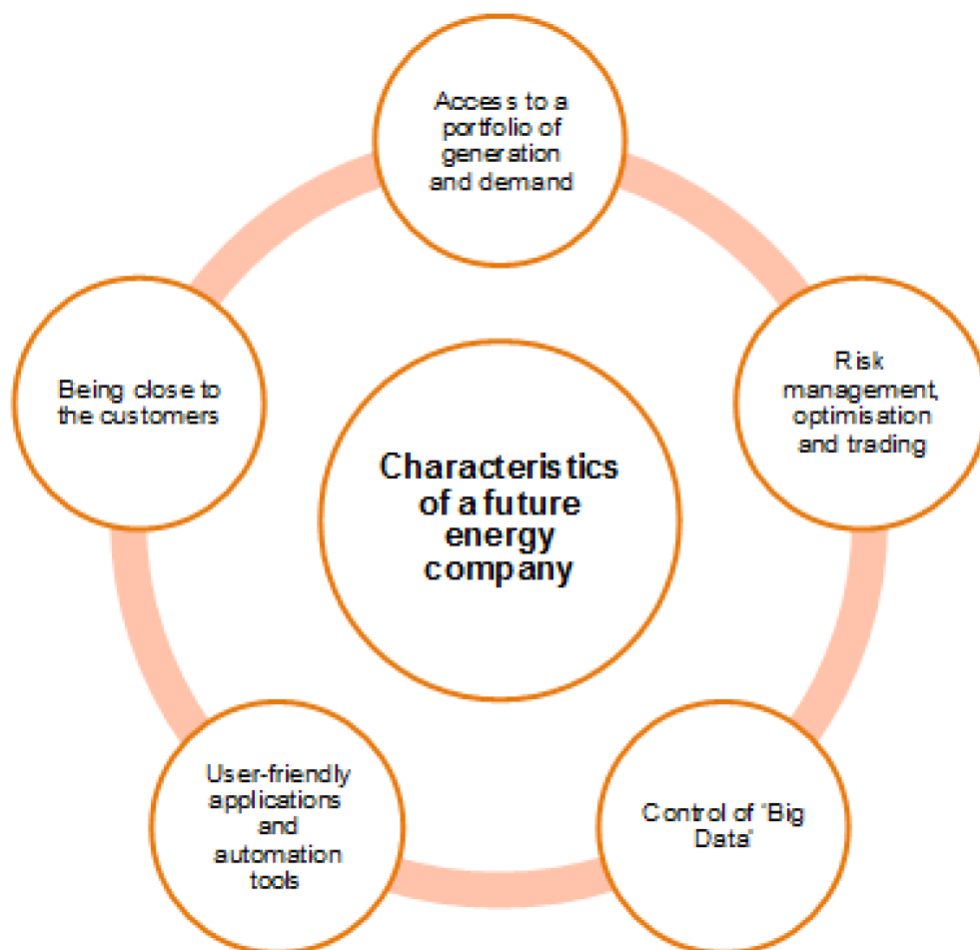 Access to a
portfolio of
generation
and demand
Risk
management,
optimisation
and trading
Control of 'Big
Data'
User-friendly
applications
and
automation
tools
Being close to
the customers
Characteristics
of a future
energy
company